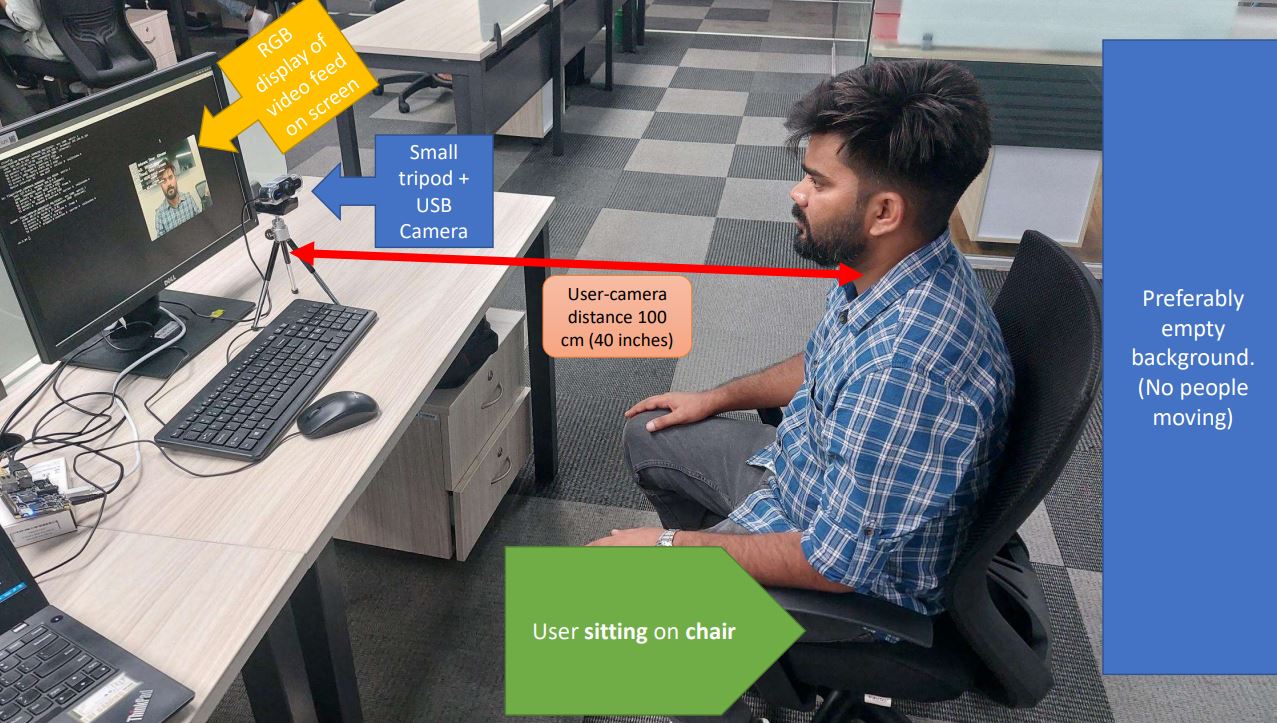 RGB
display of
video feed
on screen
Small
tripod +
USB
Camera
User-camera
distance 100
cm (40 inches)
Preferably
empty
background.
(No people
moving)
User sitting on chair
DELL
ThinkPad